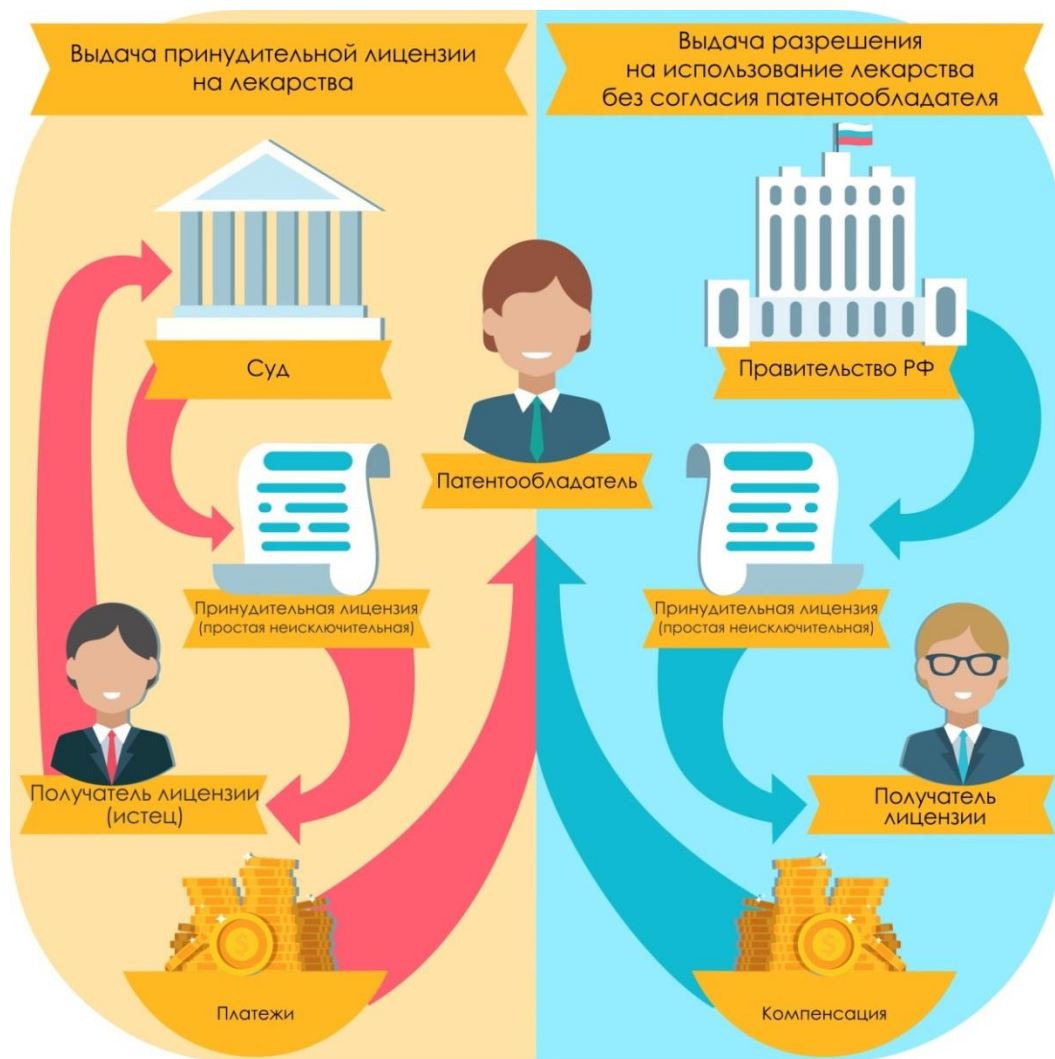 Выдача принудительной лицензии
на лекарства
Выдача разрешения
на использование лекарства
без согласия патентообладателя
Суд
Правительство РФ
Патентообладатель
Принудительная лицензия
(простая неисключительная)
Принудительная лицензия
(простая неисключительная)
Получатель лицензии
(истец)
Получатель
лицензии
Платежи
Компенсация